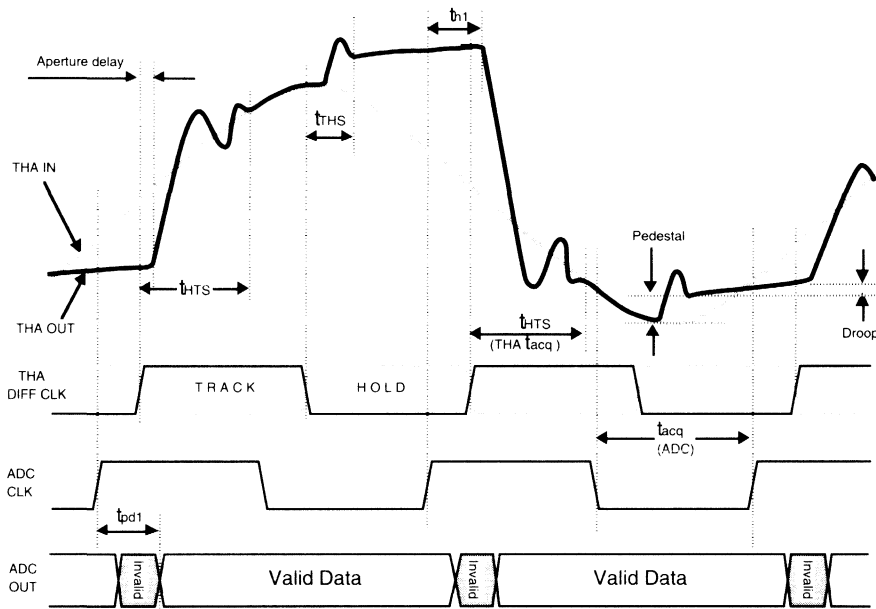 th1
Aperture delay
tTHS
THA IN
Pedestal
tHTS
THA OUT
tHTS
(THA tacq )
Droop
THA
DIFF CLK
TRACK
HOLD
tacq
(ADC)
ADC
CLK
tpd1
ADC
OUT
Invalid
Valid Data
Invalid
Valid Data
Invalid